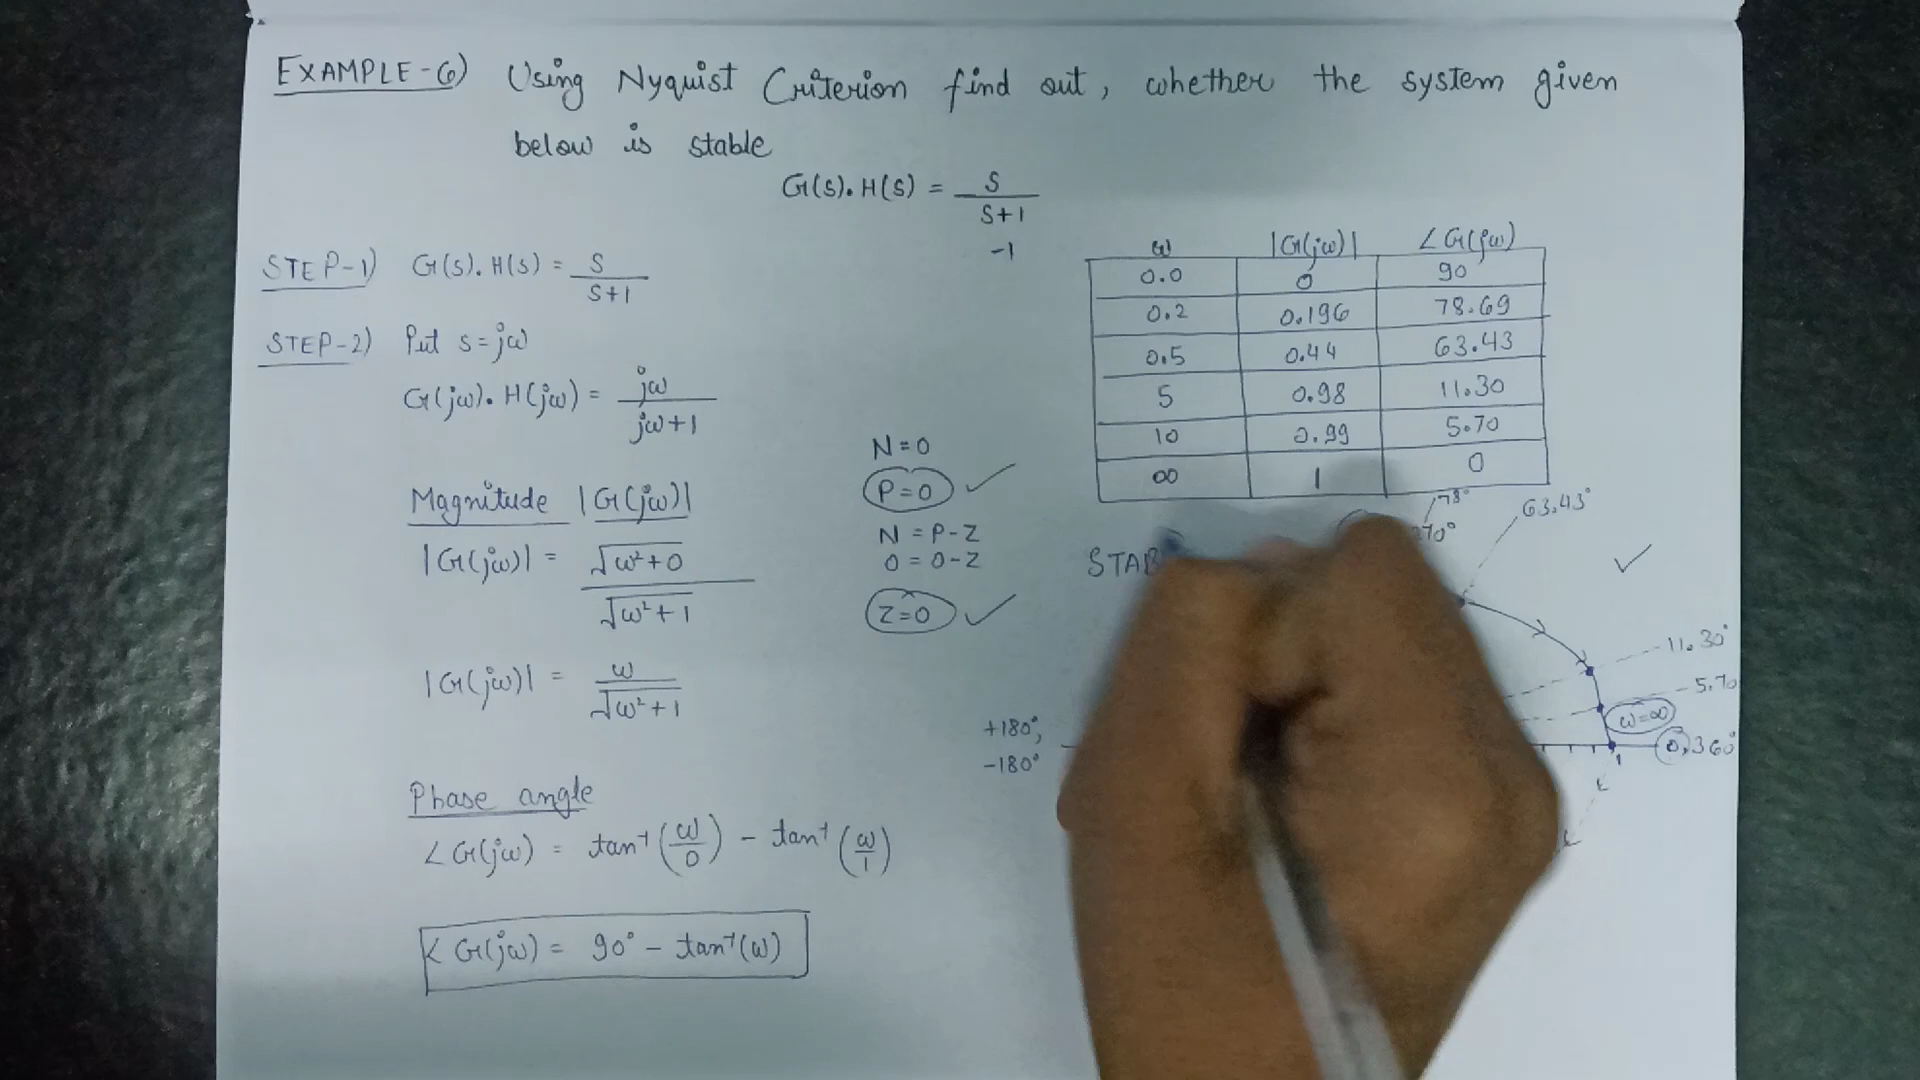 EXAMPLE-6) Using Nyquist Criterion find out, whether the system given
below is stable
G(s).H(s) = s
s+1
-1
STEP-1) G(s).H(s) = s
s+1
STEP-2) Put s=jω
G(jω).H(jω) = jω
jω+1
Magnitude |G(jω)|
|G(jω)| = √ω²+0
√ω²+1
|G(jω)| = ω
√ω²+1
Phase angle
∠G(jω) = tan⁻¹(ω/0) - tan⁻¹(ω/1)
∠G(jω) = 90° - tan⁻¹(ω)
N=0
P=0
N = P-Z
0 = 0-Z
Z=0
ω |G(jω)| ∠G(jω)
0.0 0 90
0.2 0.196 78.69
0.5 0.44 63.43
5 0.98 11.30
10 0.99 5.70
∞ 1 0
STAB
78°
63.43°
11.30°
5.70
ω=∞
0,360°
1
+180°,
-180°